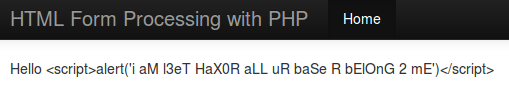 HTML Form Processing with PHP Home
Hello <script>alert('i aM l3eT HaX0R aLL uR baSe R bElOnG 2 mE')</script>